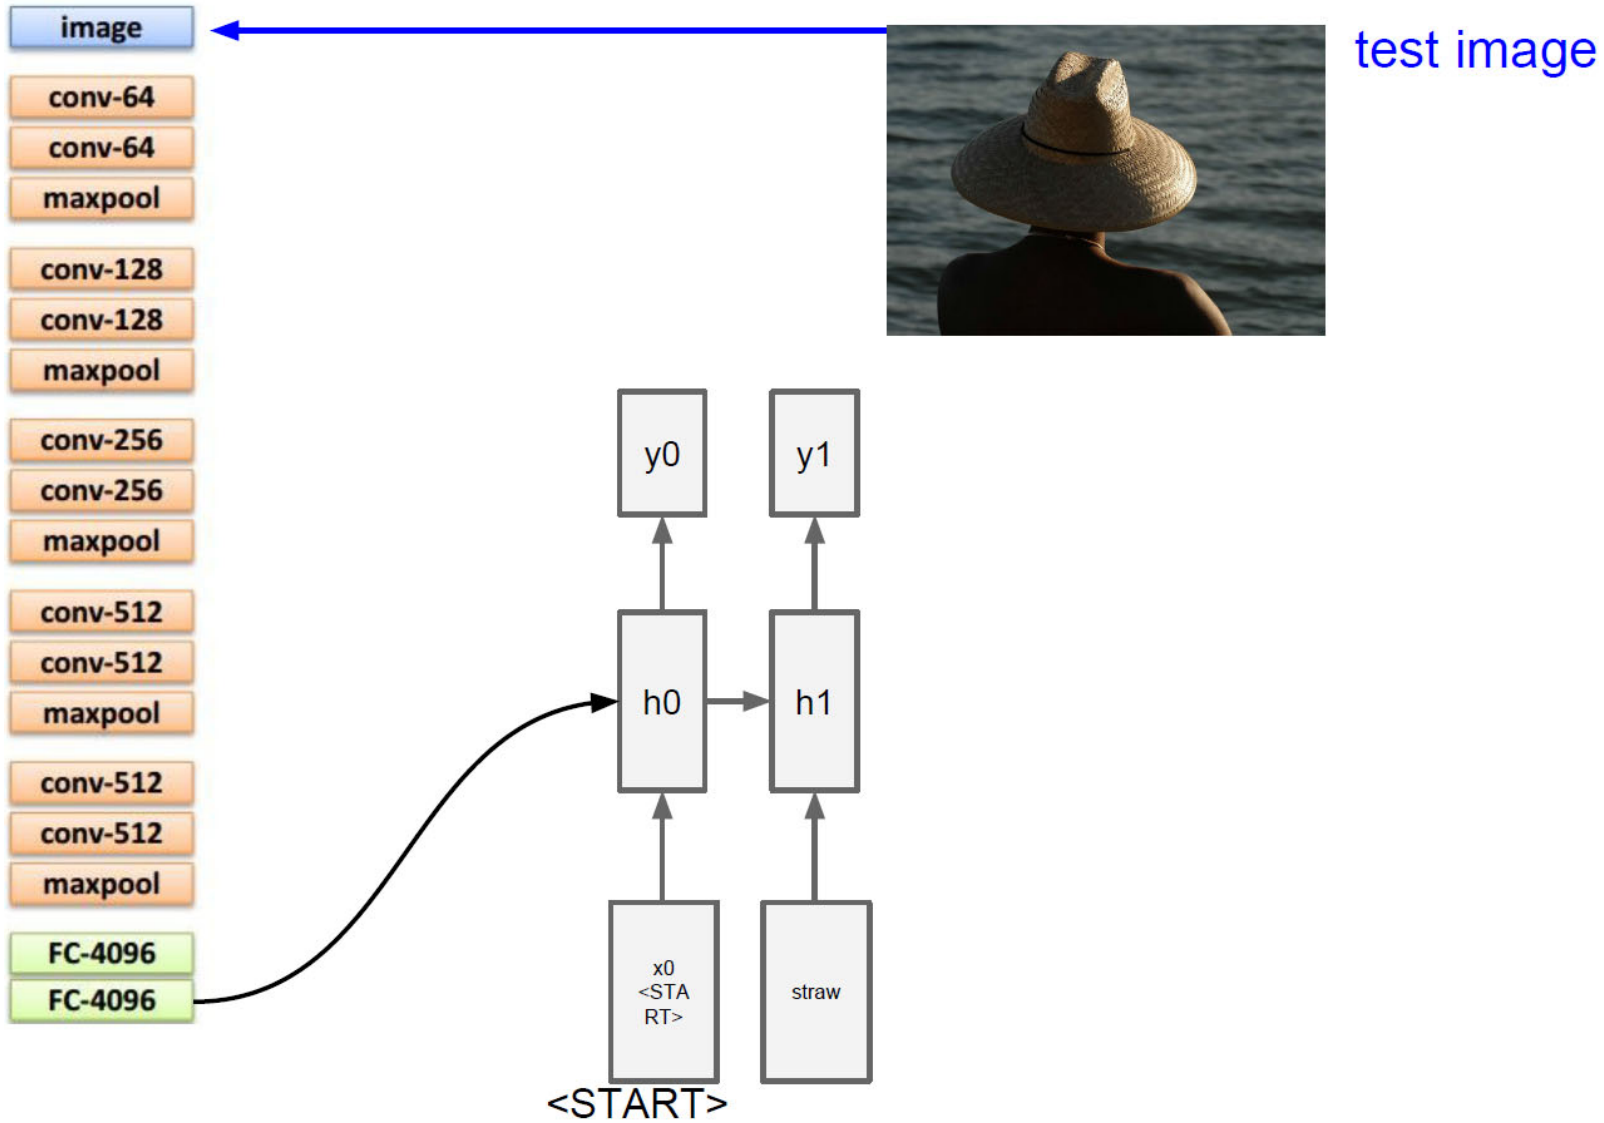 image
test image
conv-64
conv-64
maxpool
conv-128
conv-128
maxpool
conv-256
conv-256
maxpool
conv-512
conv-512
maxpool
conv-512
conv-512
maxpool
FC-4096
FC-4096
y0
y1
h0
h1
x0
<STA
RT>
straw
<START>